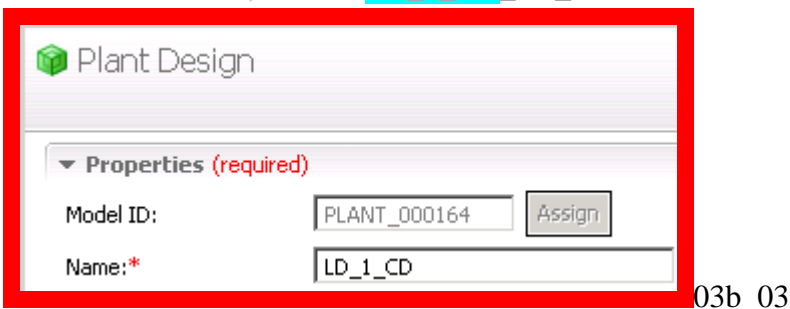 Plant Design
Properties (required)
Model ID: PLANT_000164 Assign
Name:* LD_1_CD
03b 03